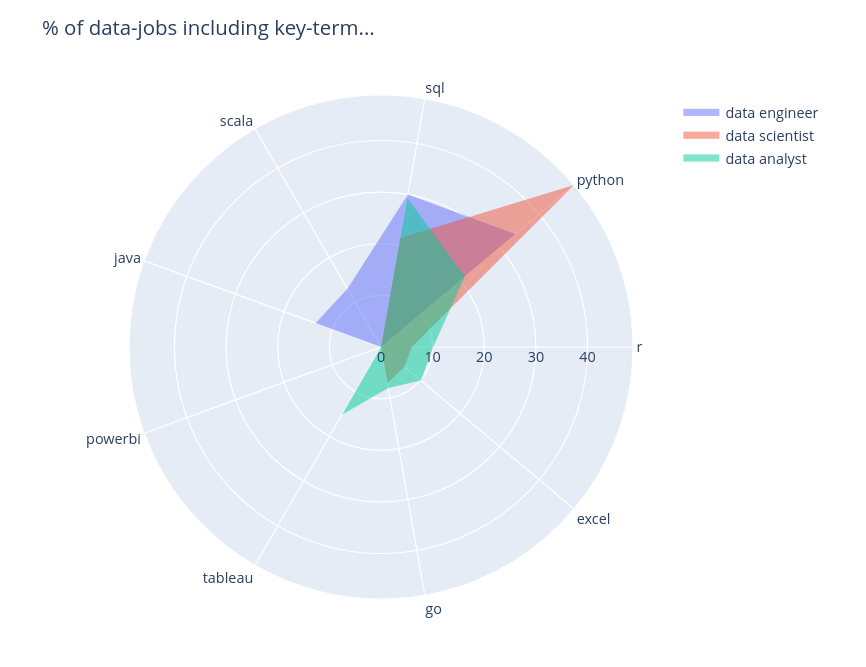 % of data-jobs including key-term...
sql
scala
python
data engineer
data scientist
data analyst
java
r
0 10 20 30 40
powerbi
excel
tableau
go